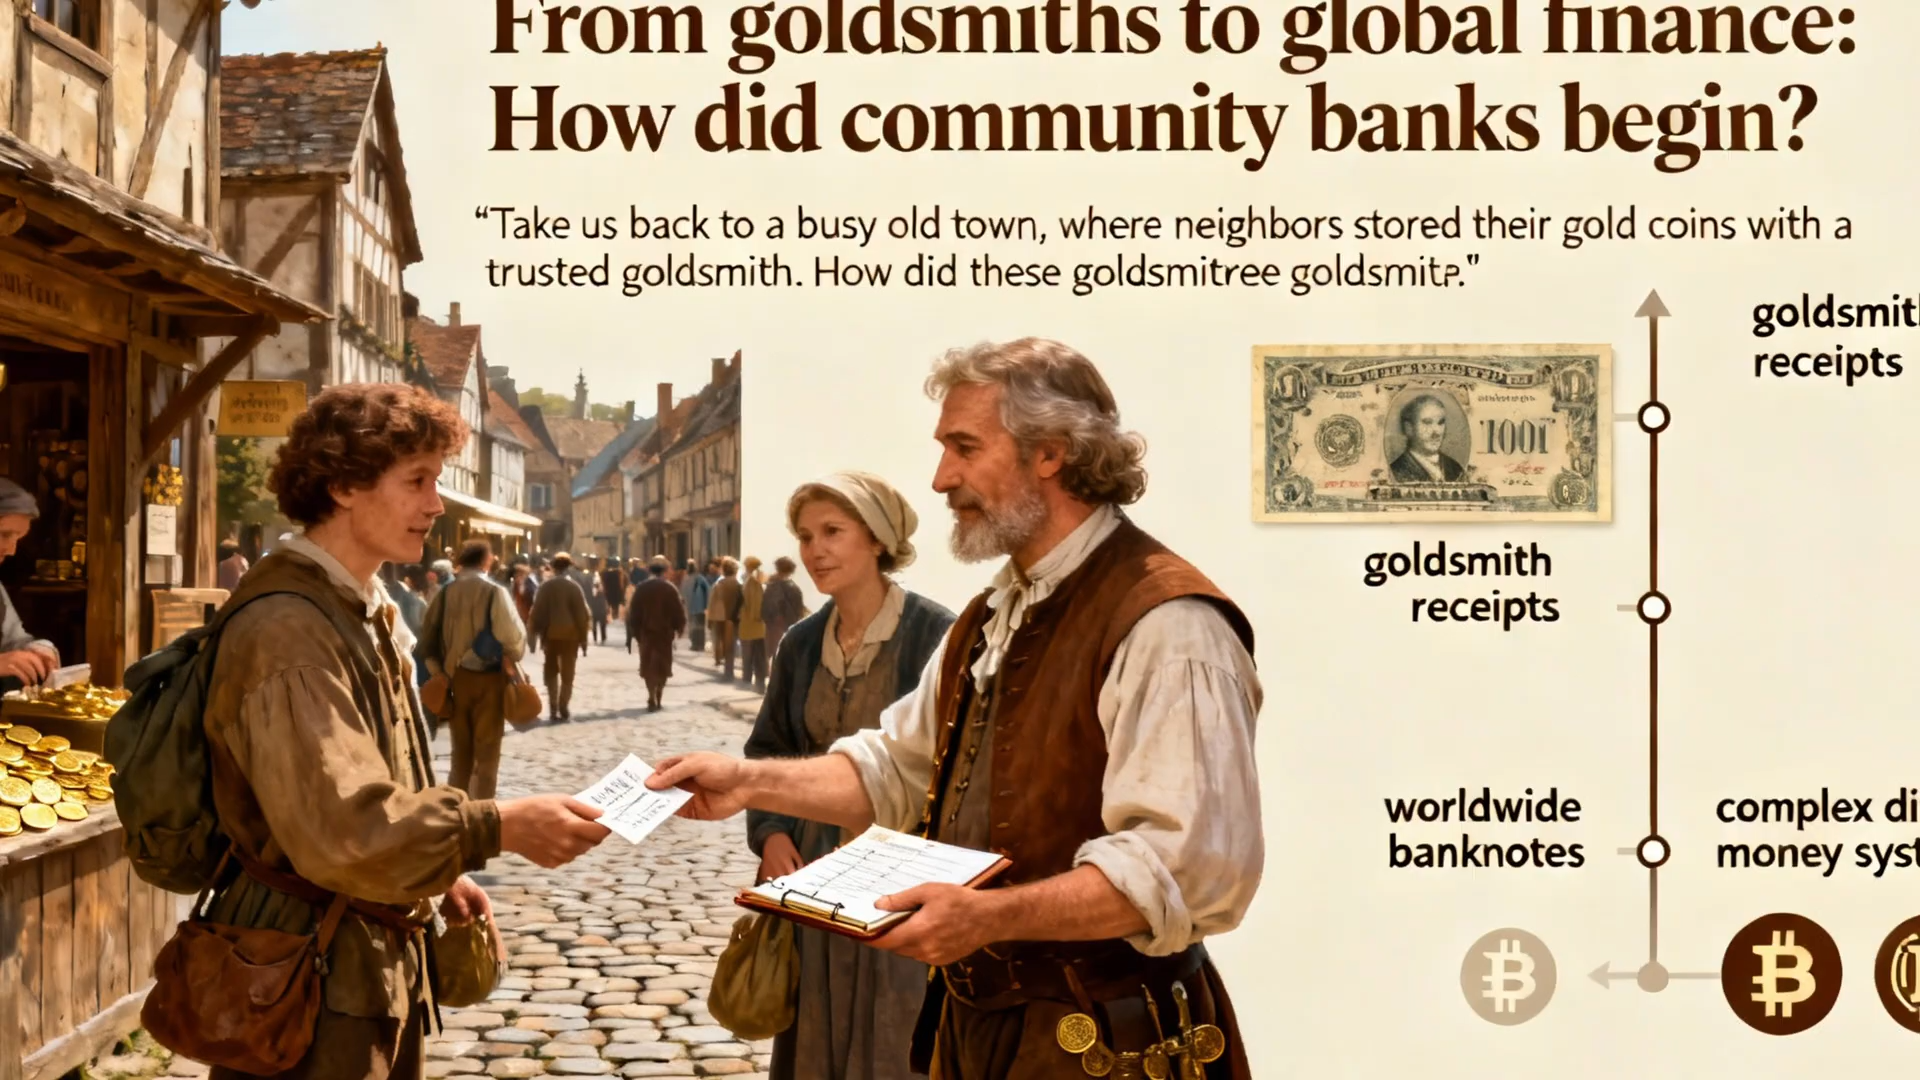 From goldsmiths to global finance:
How did community banks begin?
“Take us back to a busy old town, where neighbors stored their gold coins with a
trusted goldsmith. How did these goldsmitree goldsmitp."
goldsmith
receipts
1001
goldsmith
receipts
worldwide
banknotes
complex di
money syst